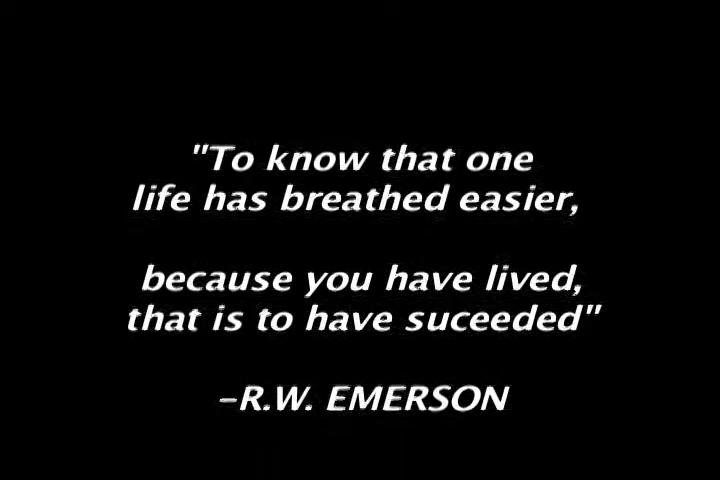 "To know that one
life has breathed easier,
because you have lived,
that is to have suceeded"
–R.W. EMERSON